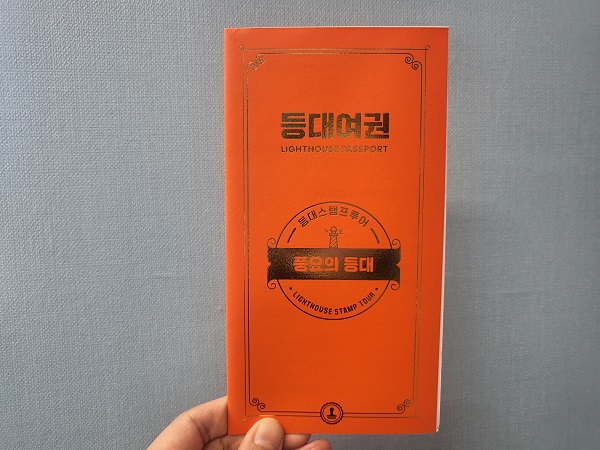 등대여권
LIGHTHOUSE PASSPORT
등대스탬프투어
풍요의 등대
• LIGHTHOUSE STAMP TOUR •